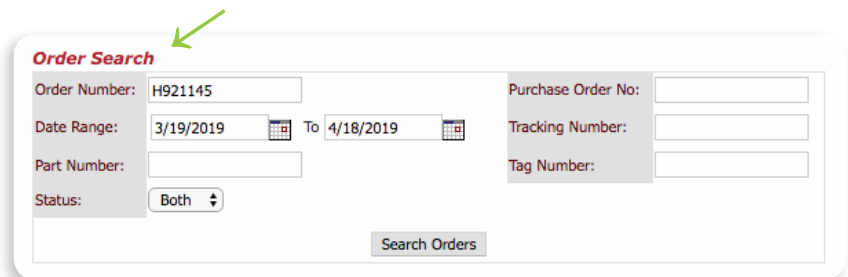 Order Search
Order Number: H921145 Purchase Order No:
Date Range: 3/19/2019 To 4/18/2019 Tracking Number:
Part Number: Tag Number:
Status: Both
Search Orders